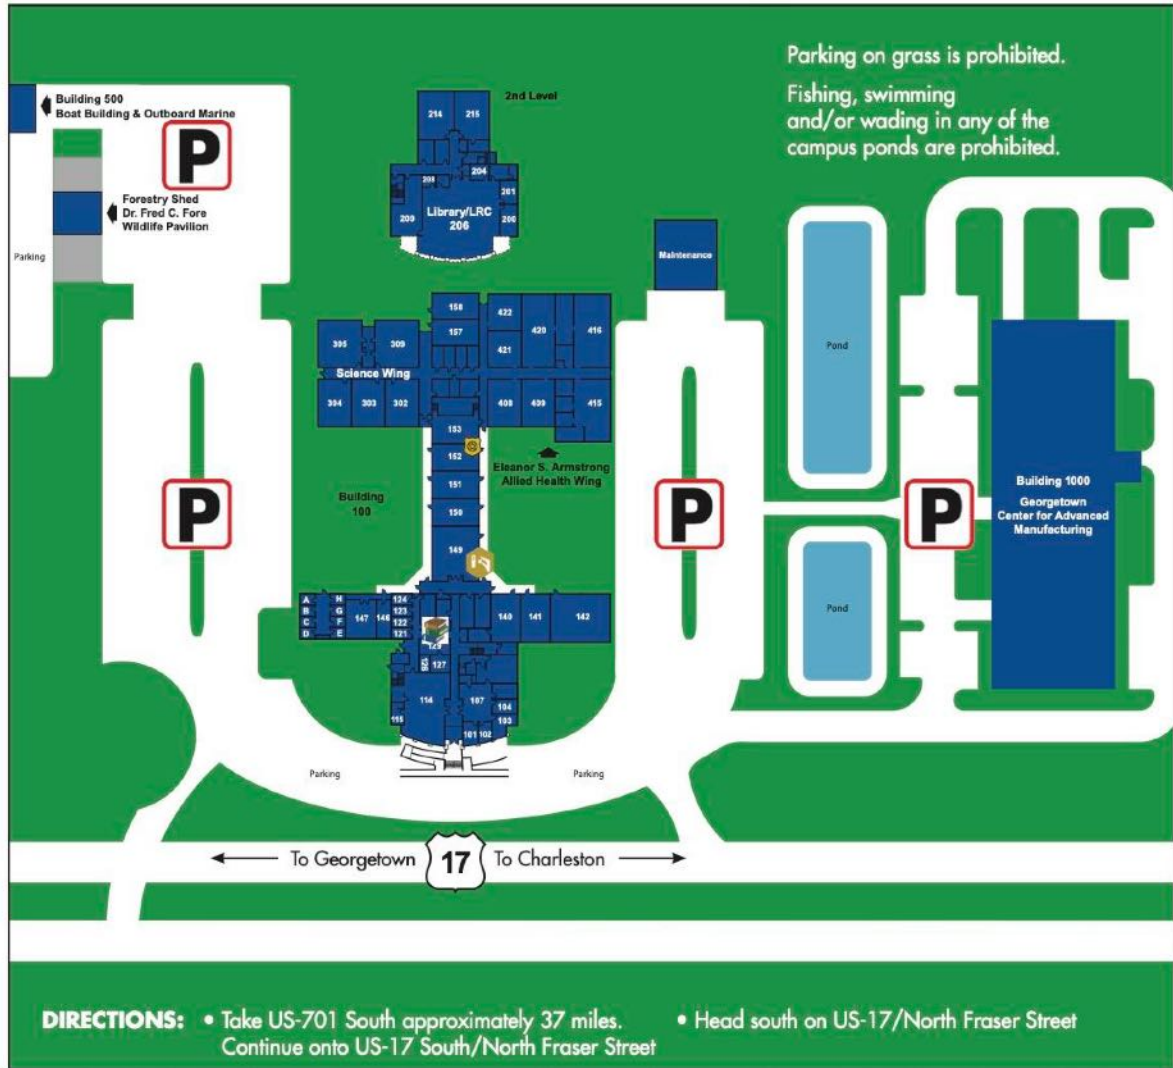 Parking on grass is prohibited.
Fishing, swimming
and/or wading in any of the
campus ponds are prohibited.
Building 500
Boat Building & Outboard Marine
P
Forestry Shed
Dr. Fred C. Fore
Wildlife Pavilion
Parking
2nd Level
214
215
204
208
201
209
Library/LRC
206
200
Maintenance
158
422
420
416
157
305
309
421
Science Wing
304
303
302
408
409
415
153
152
Eleanor S. Armstrong
Allied Health Wing
151
Building
100
150
149
P
P
P
Pond
Pond
Building 1000
Georgetown
Center for Advanced
Manufacturing
A
H
B
G
C
F
D
E
147
146
124
123
122
121
140
141
142
129
126
127
114
107
104
115
103
101
102
Parking
Parking
To Georgetown
17
To Charleston
DIRECTIONS:
• Take US-701 South approximately 37 miles.
Continue onto US-17 South/North Fraser Street
• Head south on US-17/North Fraser Street